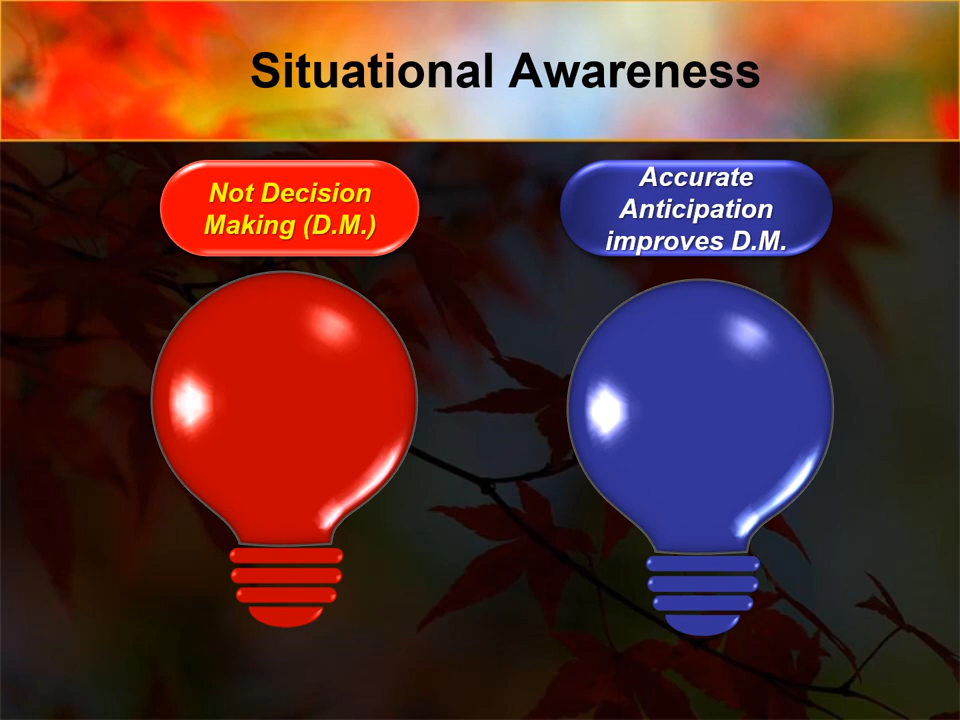 Situational Awareness
Not Decision
Making (D.M.)
Accurate
Anticipation
improves D.M.